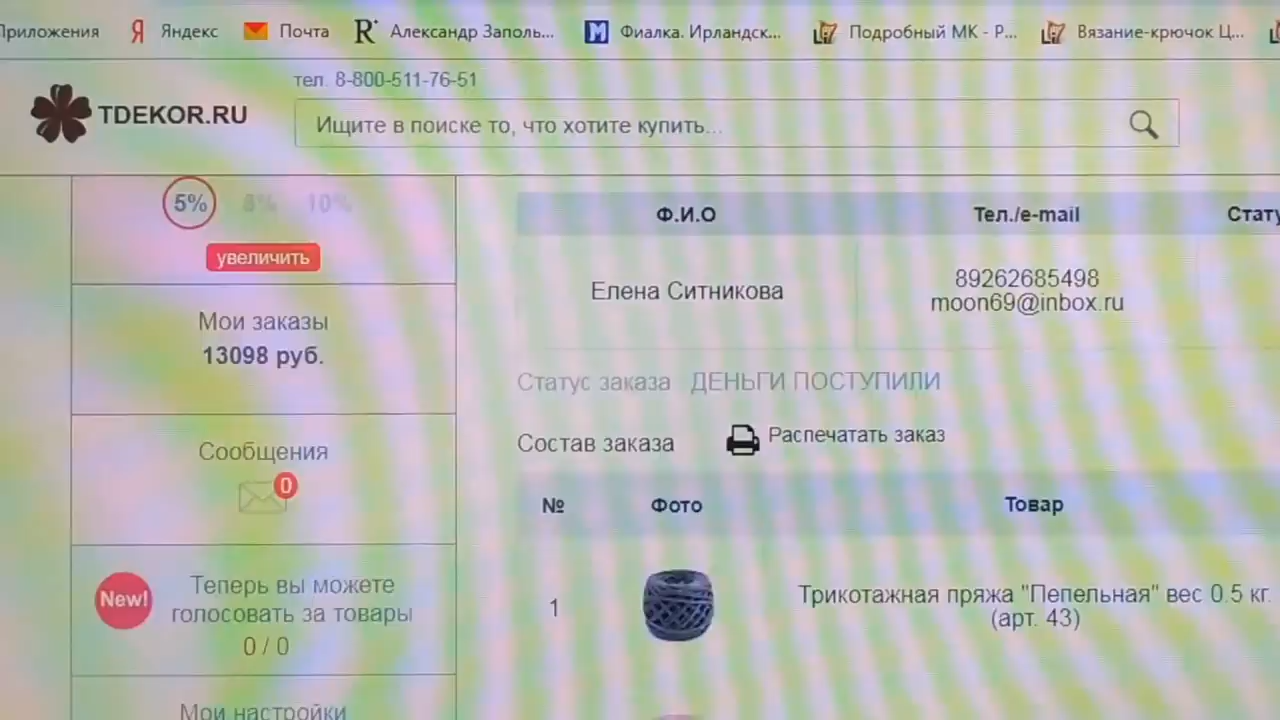 Приложения
Яндекс
Почта
Александр Заполь...
Фиалка. Ирландск...
Подробный МК - Р...
Вязание-крючок Ц...
тел. 8-800-511-76-51
TDEKOR.RU
Ищите в поиске то, что хотите купить...
5% 8% 10%
увеличить
Мои заказы
13098 руб.
Сообщения
0
New!
Теперь вы можете
голосовать за товары
0 / 0
Мои настройки
Ф.И.О
Тел./e-mail
Стату
Елена Ситникова
89262685498
moon69@inbox.ru
Статус заказа ДЕНЬГИ ПОСТУПИЛИ
Состав заказа
Распечатать заказ
№
Фото
Товар
1
Трикотажная пряжа "Пепельная" вес 0.5 кг.
(арт. 43)